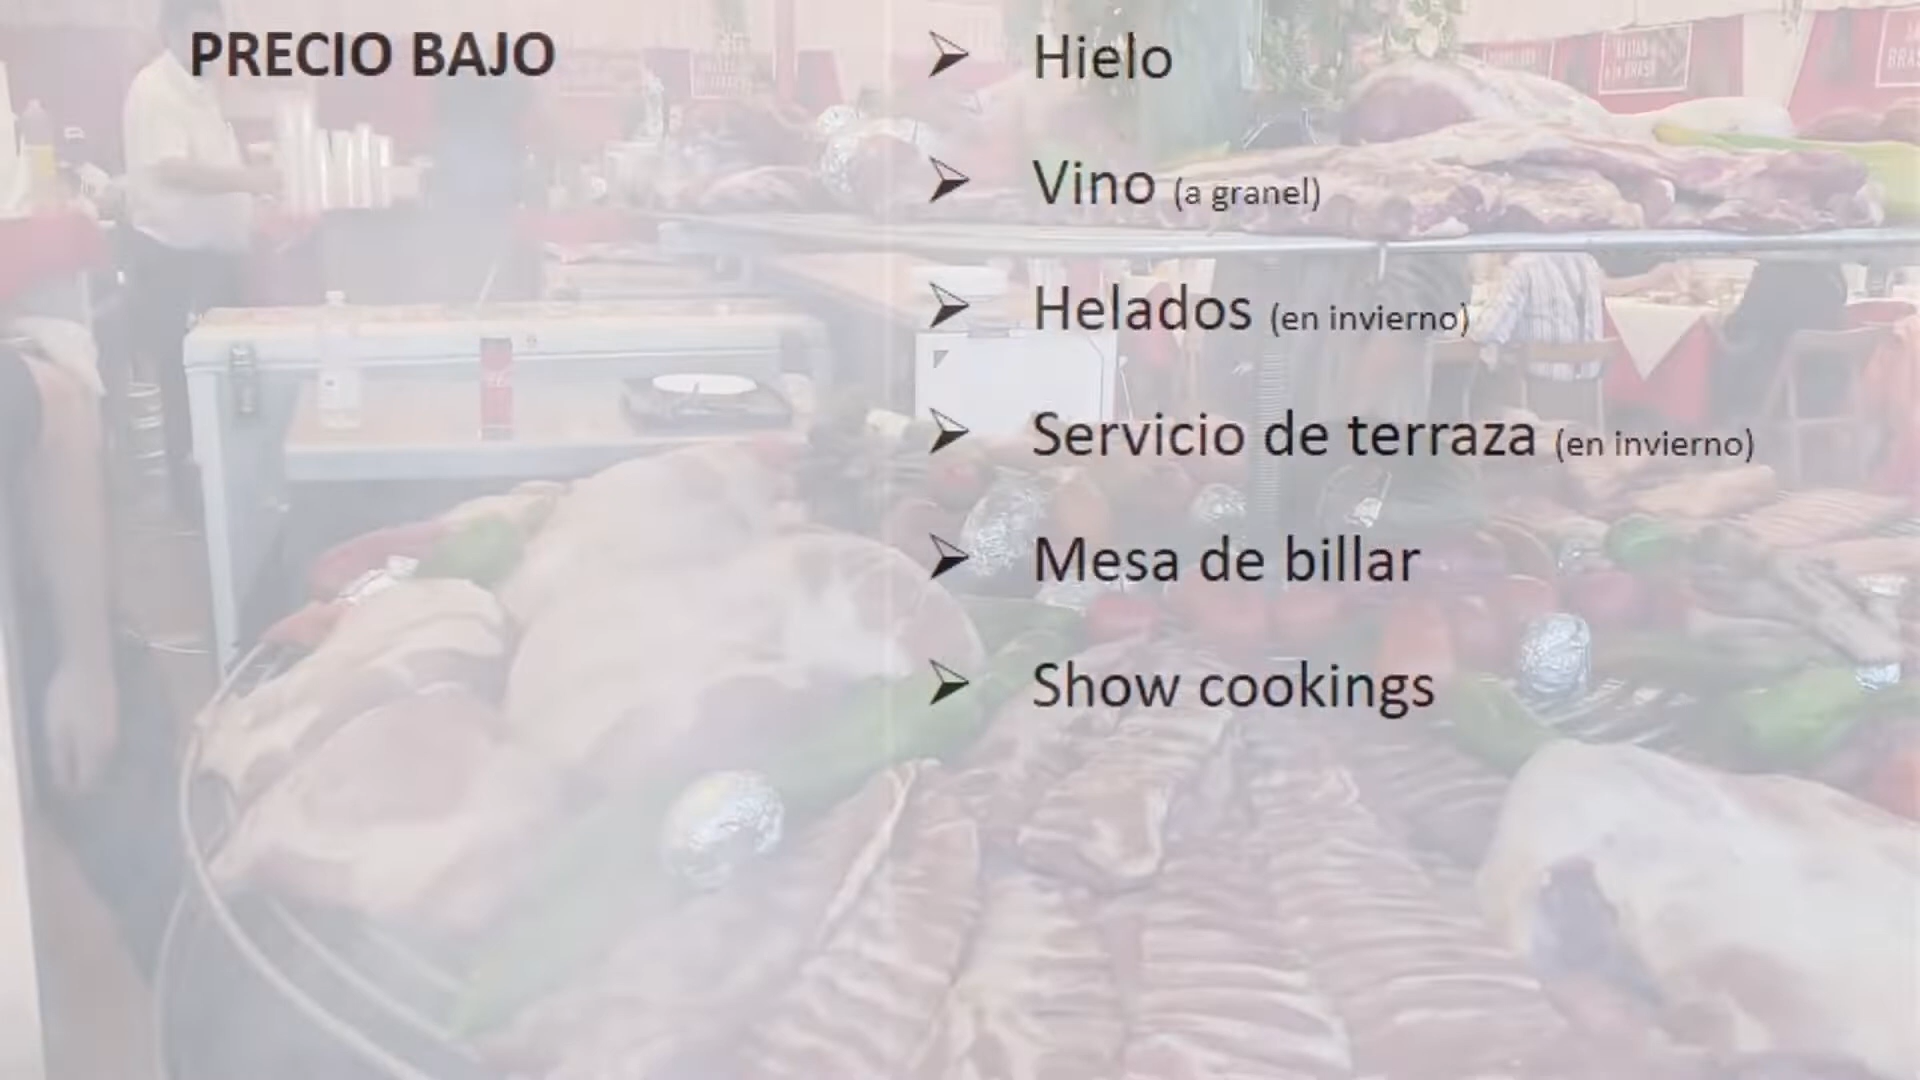 PRECIO BAJO
Hielo
Vino (a granel)
Helados (en invierno)
Servicio de terraza (en invierno)
Mesa de billar
Show cookings